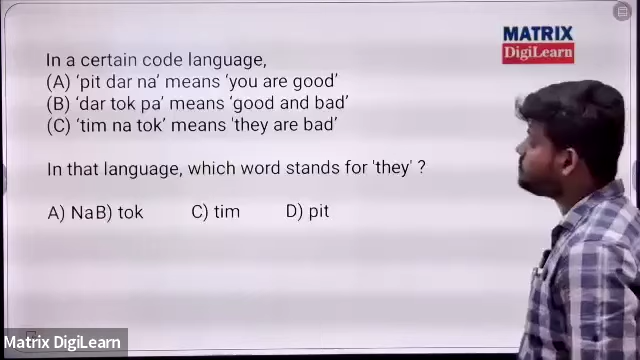 MATRIX
DigiLearn
In a certain code language,
(A) ‘pit dar na’ means ‘you are good’
(B) ‘dar tok pa’ means ‘good and bad’
(C) ‘tim na tok’ means 'they are bad’
In that language, which word stands for 'they' ?
A) NaB) tok C) tim D) pit
Matrix DigiLearn